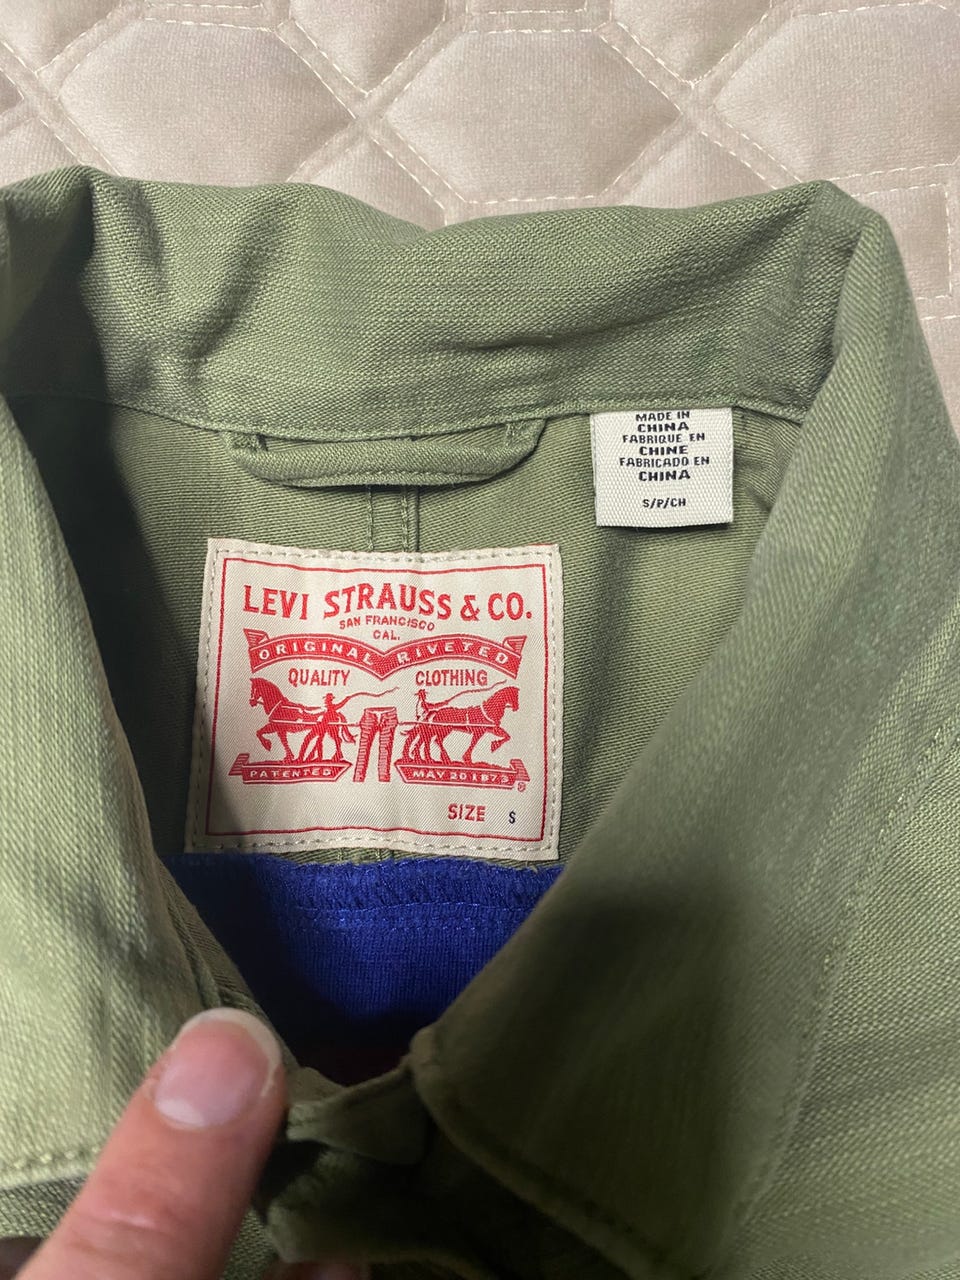 MADE IN
CHINA
FABRIQUE EN
CHINE
FABRICADO EN
CHINA
S/P/CH
LEVI STRAUSS & CO.
SAN FRANCISCO
CAL.
ORIGINAL RIVETED
QUALITY CLOTHING
PATENTED MAY 20 1873 ®
SIZE S